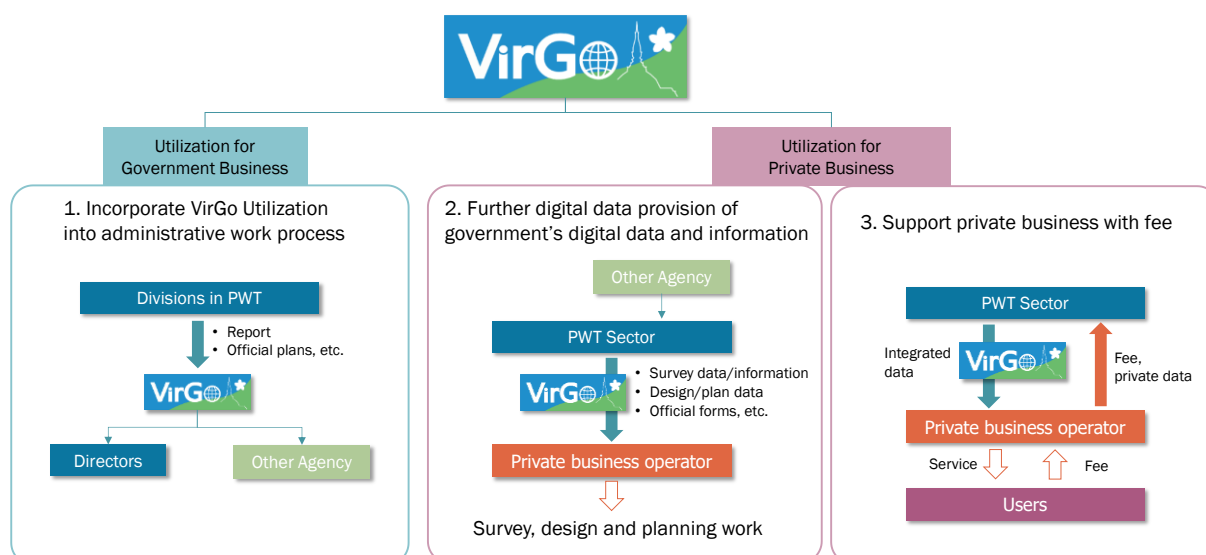 VirGo
Utilization for
Government Business
Utilization for
Private Business
1. Incorporate VirGo Utilization
into administrative work process
Divisions in PWT
• Report
• Official plans, etc.
VirGo
Directors
Other Agency
2. Further digital data provision of
government’s digital data and information
Other Agency
PWT Sector
VirGo
• Survey data/information
• Design/plan data
• Official forms, etc.
Private business operator
Survey, design and planning work
3. Support private business with fee
PWT Sector
Integrated
data
VirGo
Fee,
private data
Private business operator
Service
Fee
Users